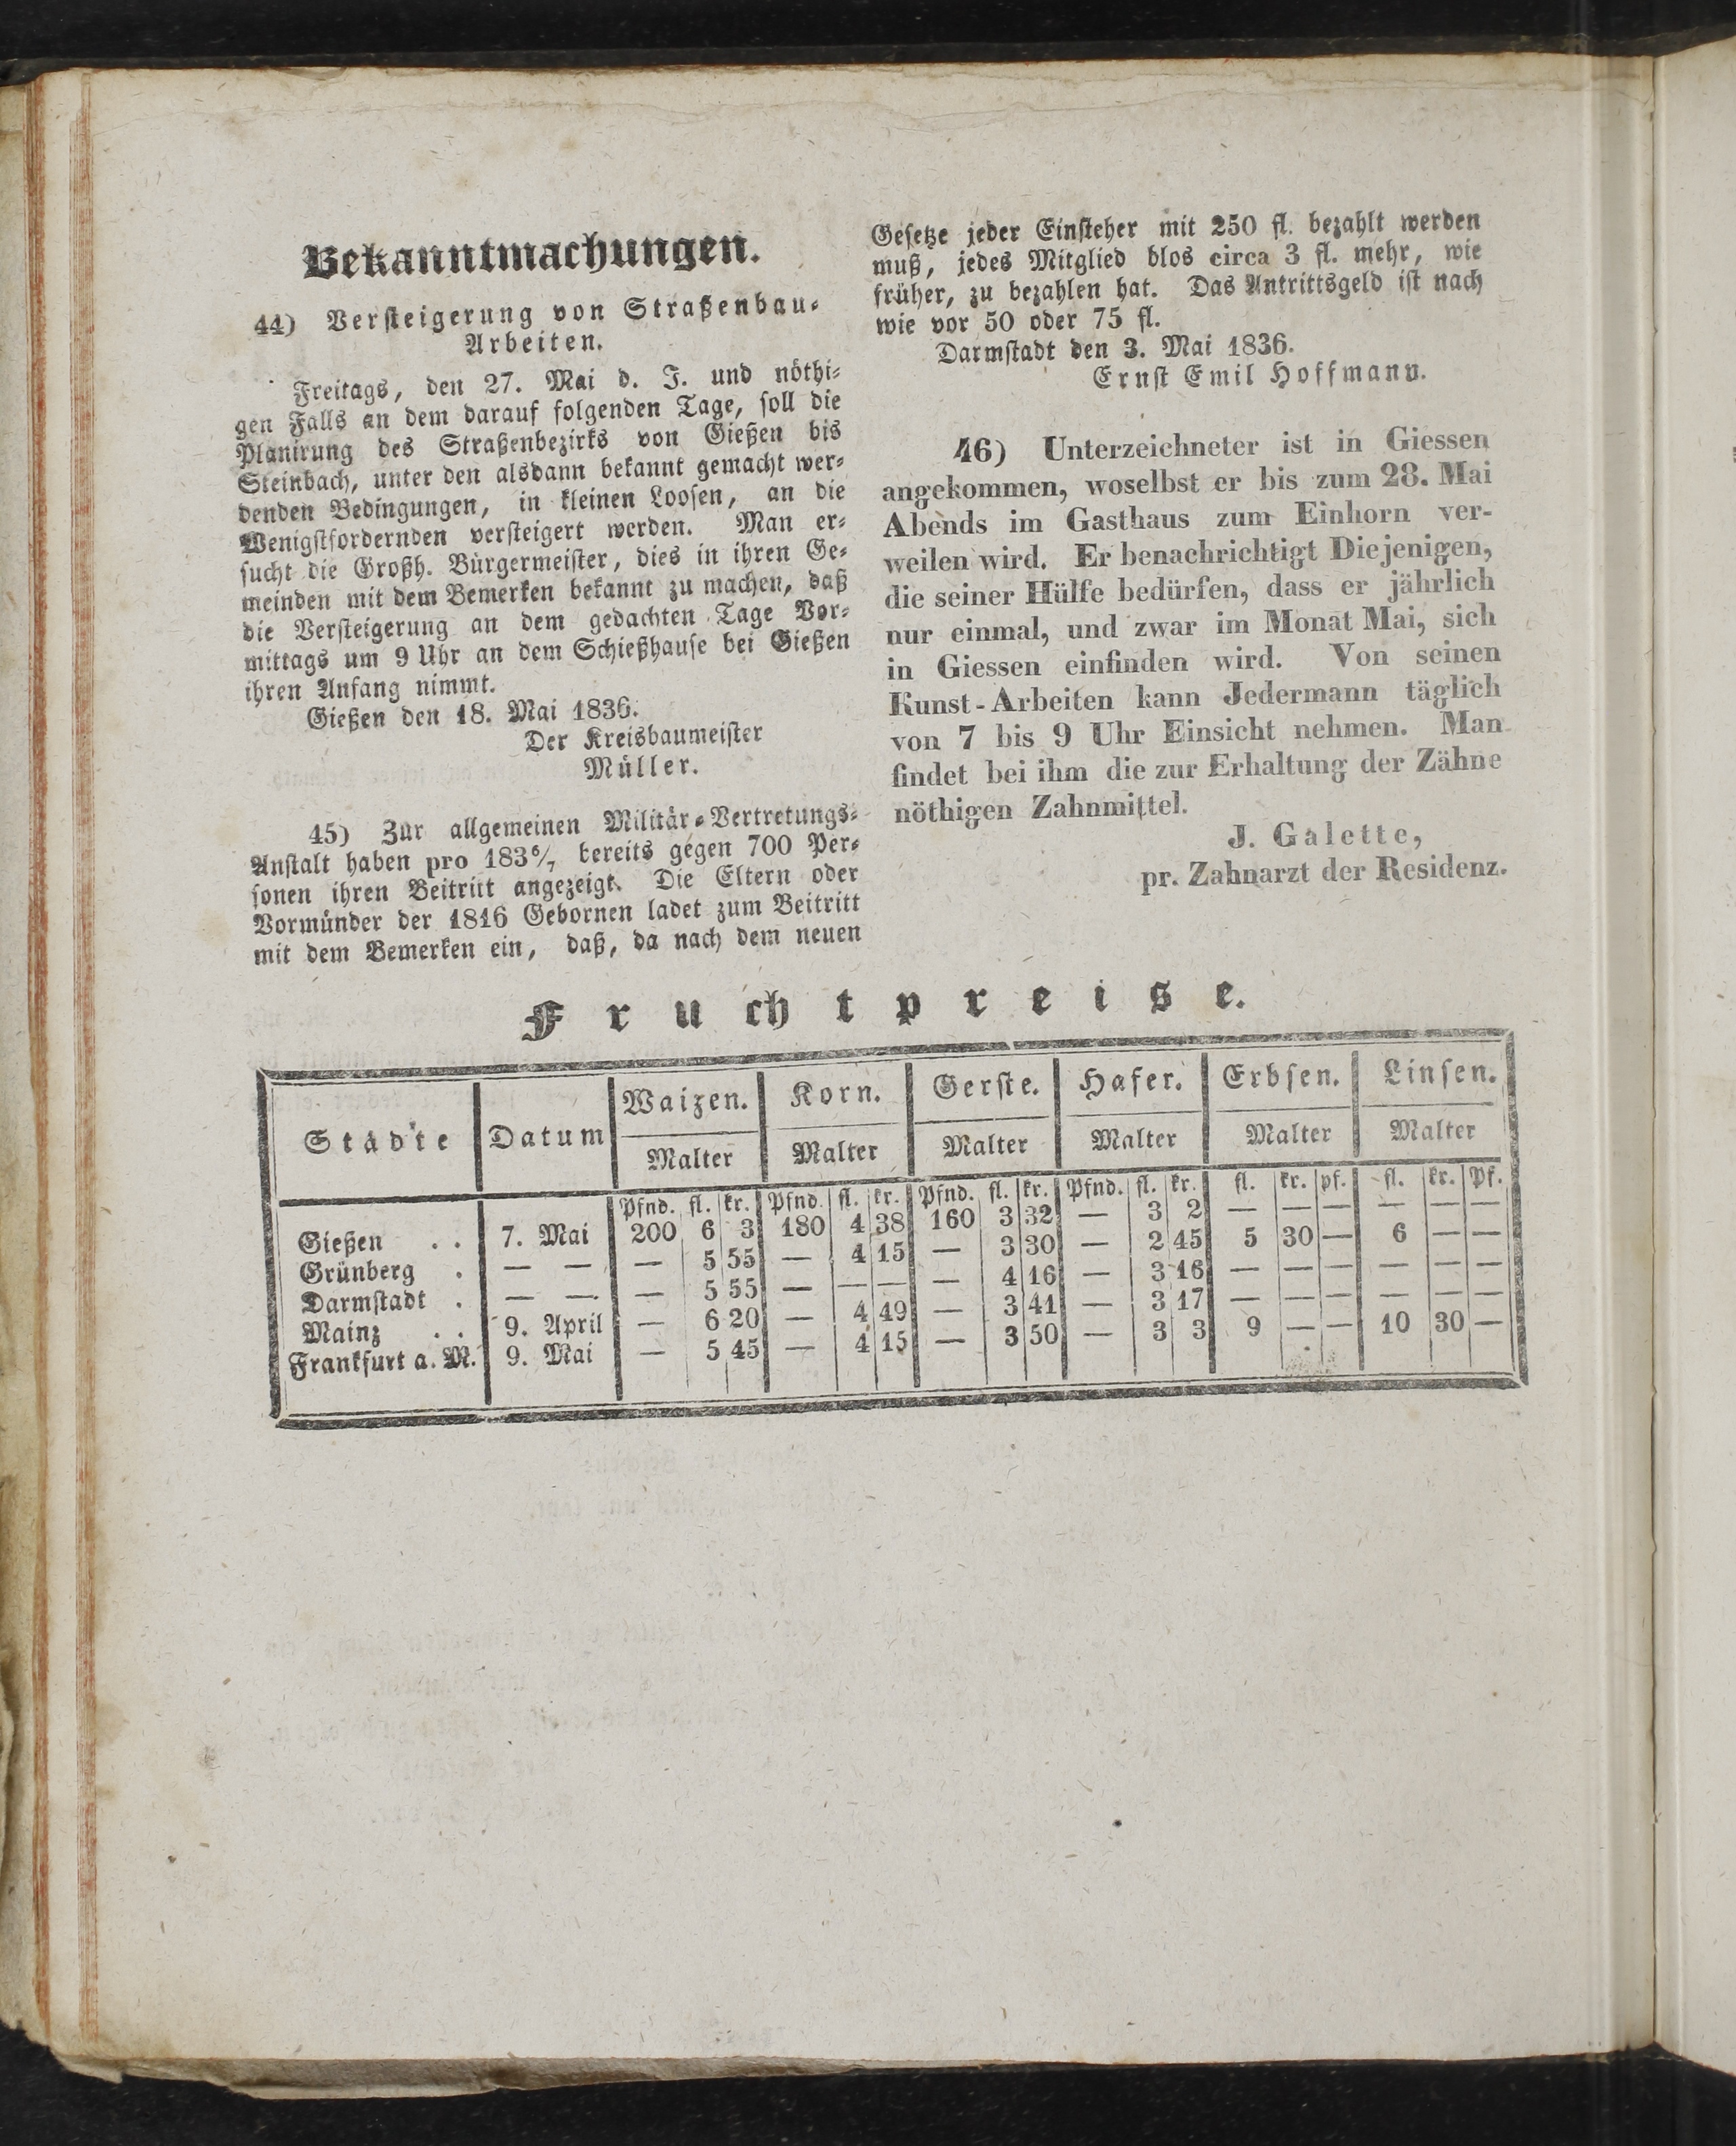 Bekanntmachungen.
44) Versteigerung von Straßenbau-
Arbeiten.
Freitags, den 27. Mai d. J. und nöthi-
gen Falls an dem darauf folgenden Tage, soll die
Planirung des Straßenbezirks von Gießen bis
Steinbach, unter den alsdann bekannt gemacht wer-
denden Bedingungen, in kleinen Loosen, an die
Wenigstfordernden versteigert werden. Man er-
sucht die Großh. Bürgermeister, dies in ihren Ge-
meinden mit dem Bemerken bekannt zu machen, daß
die Versteigerung an dem gedachten Tage Vor-
mittags um 9 Uhr an dem Schießhause bei Gießen
ihren Anfang nimmt.
Gießen den 18. Mai 1836.
Der Kreisbaumeister
Müller.
45) Zur allgemeinen Militär-Vertretungs-
Anstalt haben pro 183⁶/₇ bereits gegen 700 Per-
sonen ihren Beitritt angezeigt. Die Eltern oder
Vormünder der 1816 Gebornen ladet zum Beitritt
mit dem Bemerken ein, daß, da nach dem neuen
Gesetze jeder Einsteher mit 250 fl. bezahlt werden
muß, jedes Mitglied blos circa 3 fl. mehr, wie
früher, zu bezahlen hat. Das Antrittsgeld ist nach
wie vor 50 oder 75 fl.
Darmstadt den 3. Mai 1836.
Ernst Emil Hoffmann.
46) Unterzeichneter ist in Giessen
angekommen, woselbst er bis zum 28. Mai
Abends im Gasthaus zum Einhorn ver-
weilen wird. Er benachrichtigt Diejenigen,
die seiner Hülfe bedürfen, dass er jährlich
nur einmal, und zwar im Monat Mai, sich
in Giessen einfinden wird. Von seinen
Kunst-Arbeiten kann Jedermann täglich
von 7 bis 9 Uhr Einsicht nehmen. Man
findet bei ihm die zur Erhaltung der Zähne
nöthigen Zahnmittel.
J. Galette,
pr. Zahnarzt der Residenz.
Fruchtpreise.
Städte Datum Waizen. Korn. Gerste. Hafer. Erbsen. Linsen.
Malter Malter Malter Malter Malter Malter
Pfnd. fl. kr. Pfnd. fl. kr. Pfnd. fl. kr. Pfnd. fl. kr. fl. kr. pf. fl. kr. Pf.
Gießen . . 7. Mai 200 6 3 180 4 38 160 3 32 — 3 2 — — — — — —
Grünberg . — — — 5 55 — 4 15 — 3 30 — 2 45 5 30 — 6 — —
Darmstadt . — — — 5 55 — — — — 4 16 — 3 16 — — — — — —
Mainz . . 9. April — 6 20 — 4 49 — 3 41 — 3 17 — — — — — —
Frankfurt a. M. 9. Mai — 5 45 — 4 15 — 3 50 — 3 3 9 — — 10 30 —